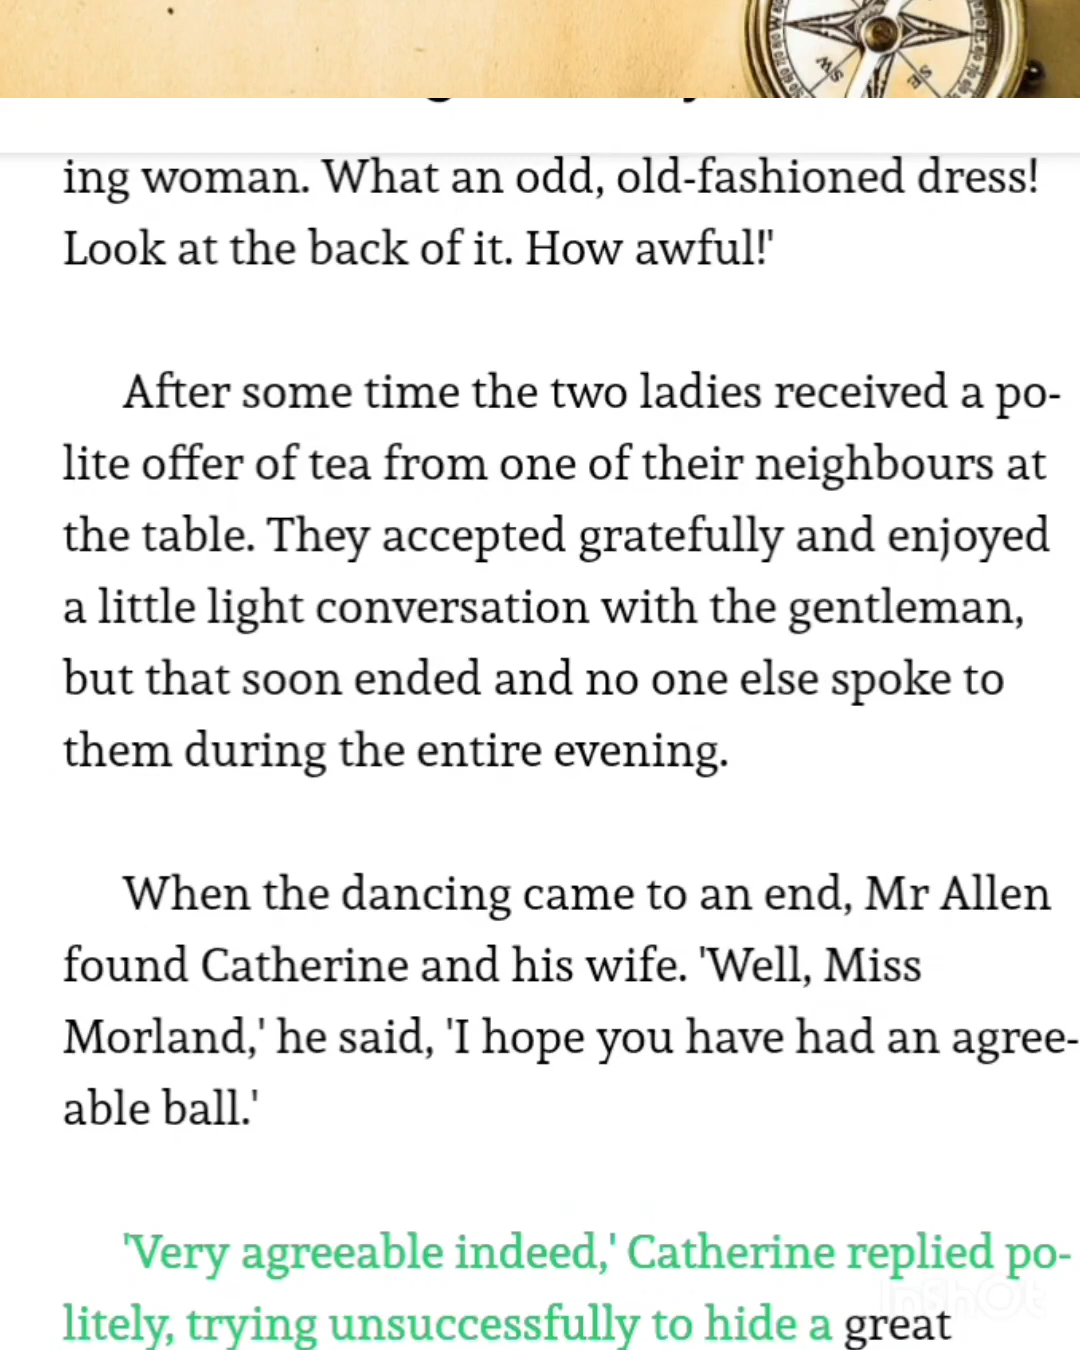 ing woman. What an odd, old-fashioned dress!
Look at the back of it. How awful!'
After some time the two ladies received a po-
lite offer of tea from one of their neighbours at
the table. They accepted gratefully and enjoyed
a little light conversation with the gentleman,
but that soon ended and no one else spoke to
them during the entire evening.
When the dancing came to an end, Mr Allen
found Catherine and his wife. 'Well, Miss
Morland,' he said, 'I hope you have had an agree-
able ball.'
'Very agreeable indeed,' Catherine replied po-
litely, trying unsuccessfully to hide a great
InShOt
SW
SE